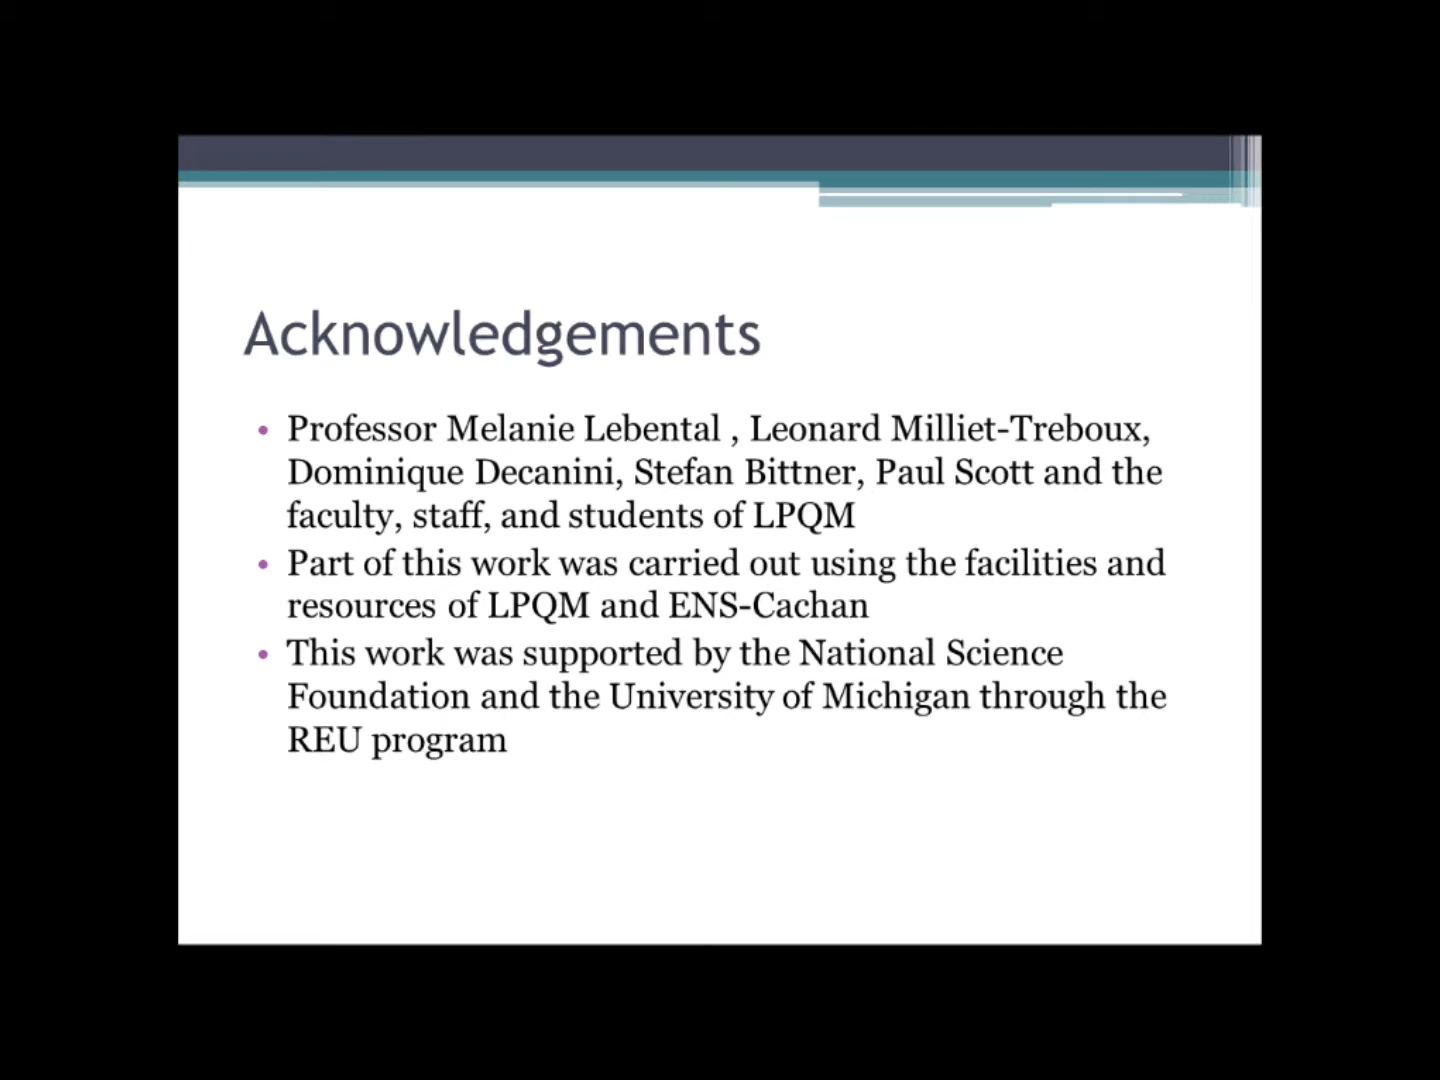 Acknowledgements
• Professor Melanie Lebental , Leonard Milliet-Treboux,
Dominique Decanini, Stefan Bittner, Paul Scott and the
faculty, staff, and students of LPQM
• Part of this work was carried out using the facilities and
resources of LPQM and ENS-Cachan
• This work was supported by the National Science
Foundation and the University of Michigan through the
REU program